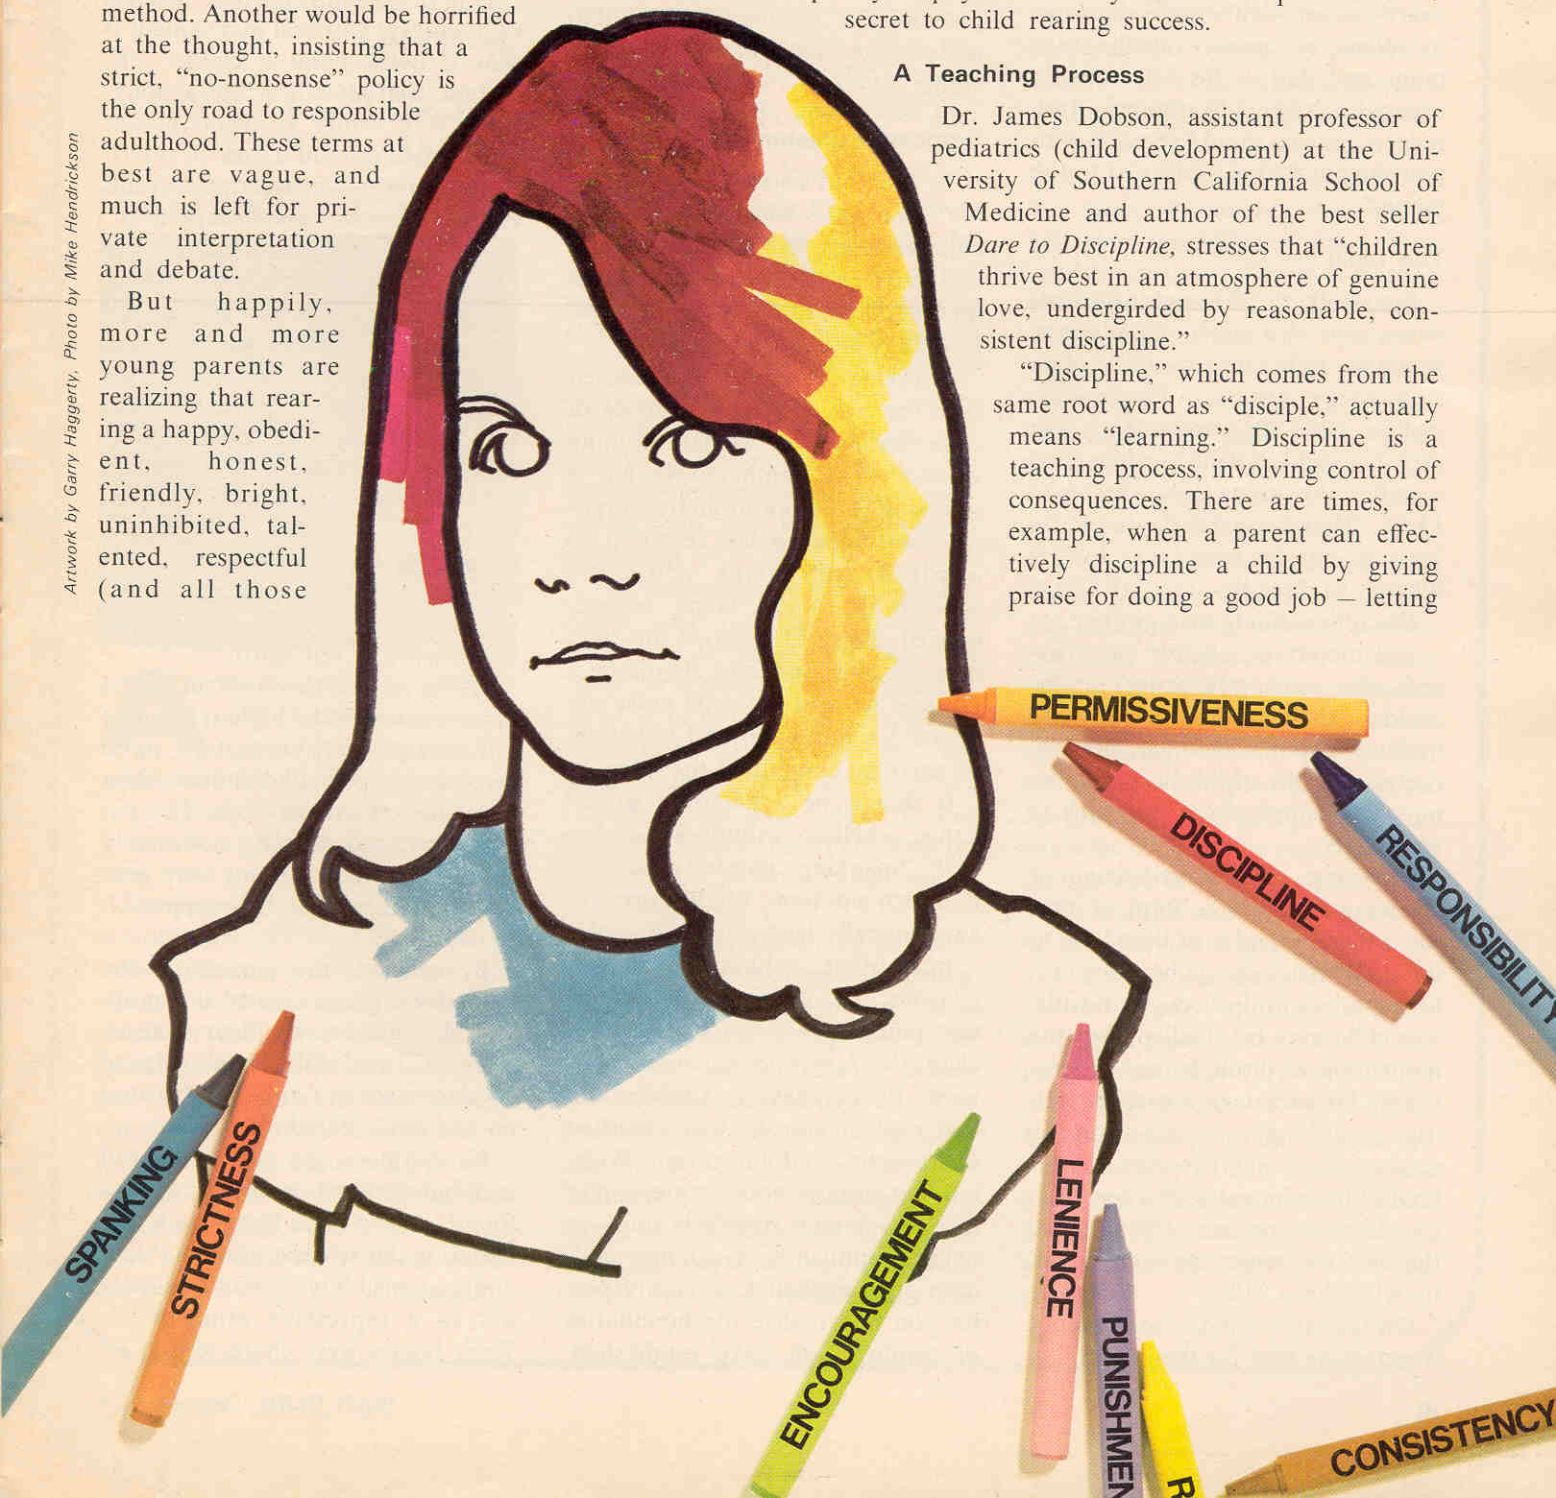 method. Another would be horrified
at the thought, insisting that a
strict, “no-nonsense” policy is
the only road to responsible
adulthood. These terms at
best are vague, and
much is left for pri-
vate interpretation
and debate.
But happily,
more and more
young parents are
realizing that rear-
ing a happy, obedi-
ent, honest,
friendly, bright,
uninhibited, tal-
ented, respectful
(and all those
Artwork by Garry Haggerty, Photo by Mike Hendrickson
secret to child rearing success.
A Teaching Process
Dr. James Dobson, assistant professor of
pediatrics (child development) at the Uni-
versity of Southern California School of
Medicine and author of the best seller
Dare to Discipline, stresses that “children
thrive best in an atmosphere of genuine
love, undergirded by reasonable, con-
sistent discipline.”
“Discipline,” which comes from the
same root word as “disciple,” actually
means “learning.” Discipline is a
teaching process, involving control of
consequences. There are times, for
example, when a parent can effec-
tively discipline a child by giving
praise for doing a good job — letting
PERMISSIVENESS
DISCIPLINE
RESPONSIBILITY
SPANKING
STRICTNESS
ENCOURAGEMENT
LENIENCE
PUNISHMEN
R
CONSISTENCY